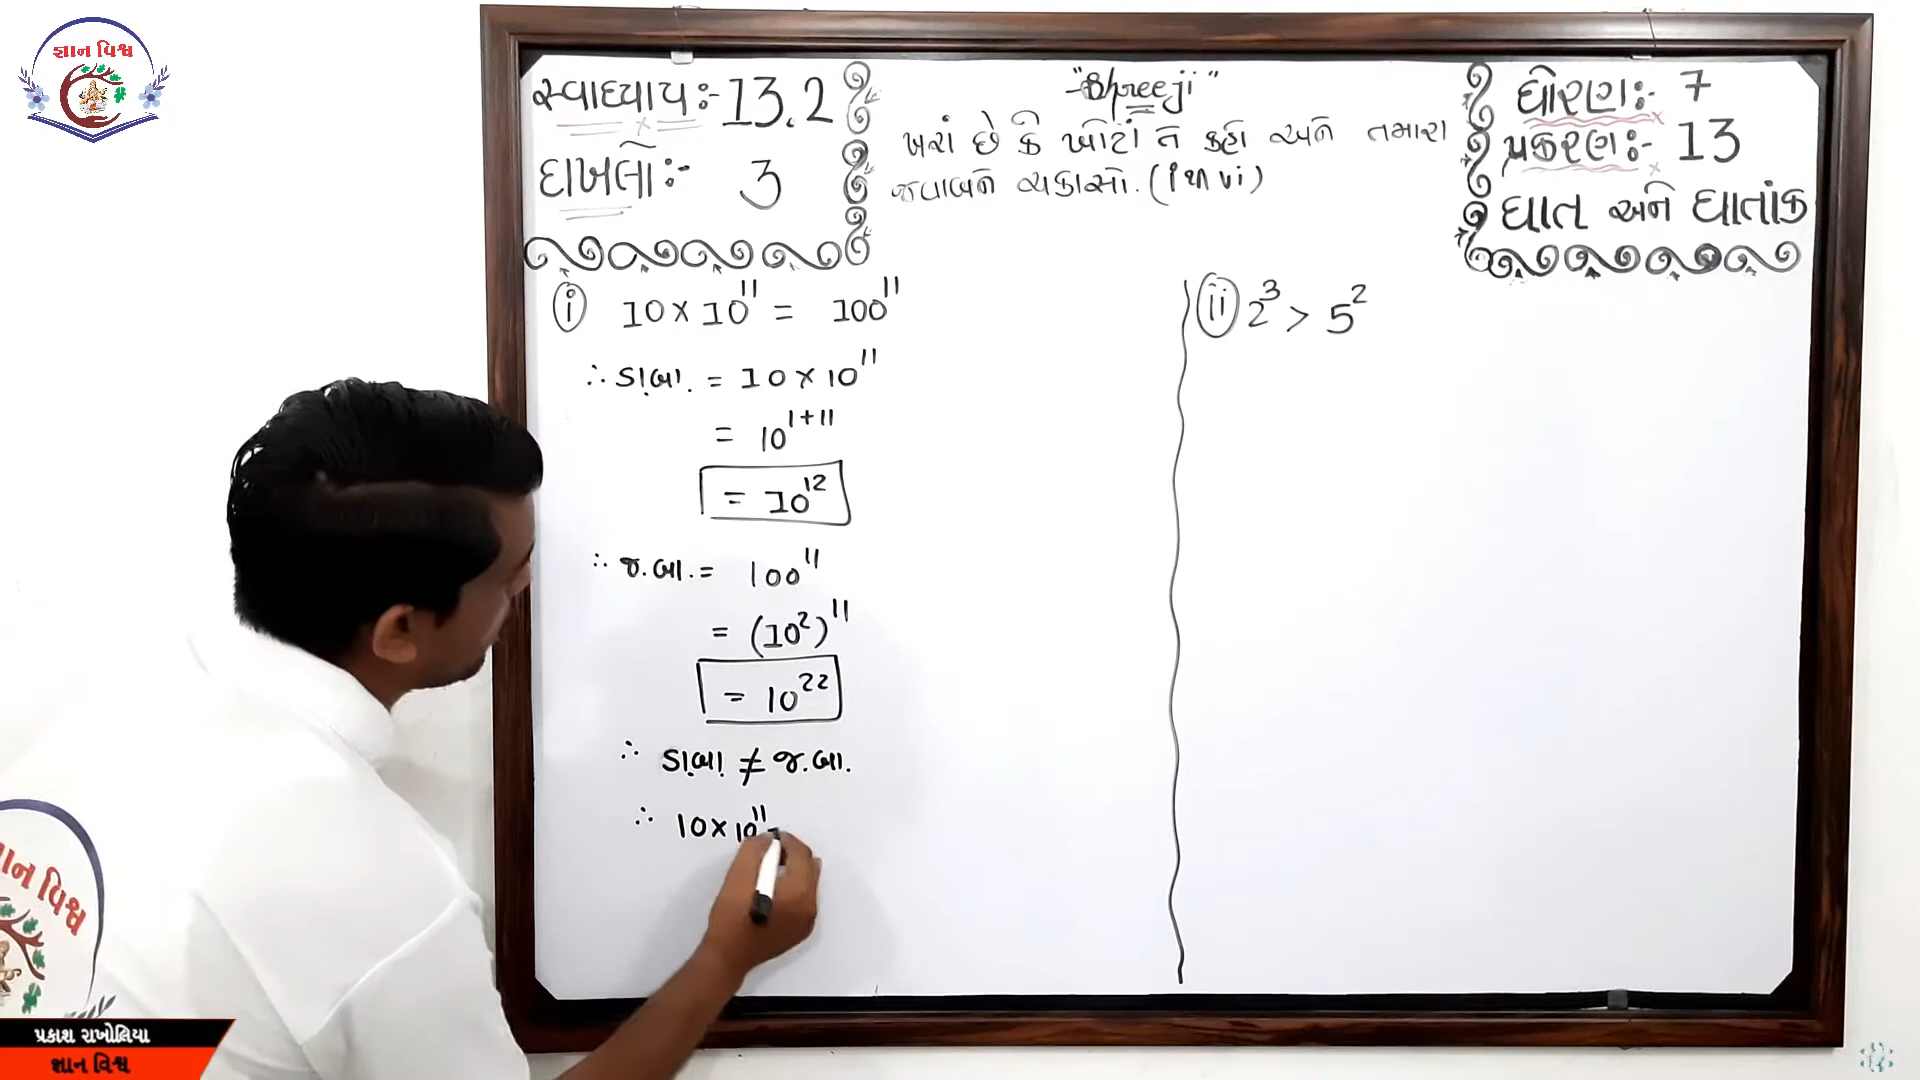 જ્ઞાન વિશ્વ
સ્વાધ્યાય:- 13.2
દાખલો:- 3
"Shreeji"
ખરાં છે કે ખોટાં તે કહો અને તમારા
જવાબને ચકાસો. (i થી vi)
ધોરણ:- 7
પ્રકરણ:- 13
ઘાત અને ઘાતાંક
(i) 10 × 10¹¹ = 100¹¹
∴ ડા.બા. = 10 × 10¹¹
= 10¹⁺¹¹
= 10¹²
∴ જ.બા. = 100¹¹
= (10²)¹¹
= 10²²
∴ ડા.બા ≠ જ.બા.
∴ 10 × 10¹¹
(ii) 2³ > 5²
વિશ્વ
પ્રકાશ રાખોલિયા
જ્ઞાન વિશ્વ